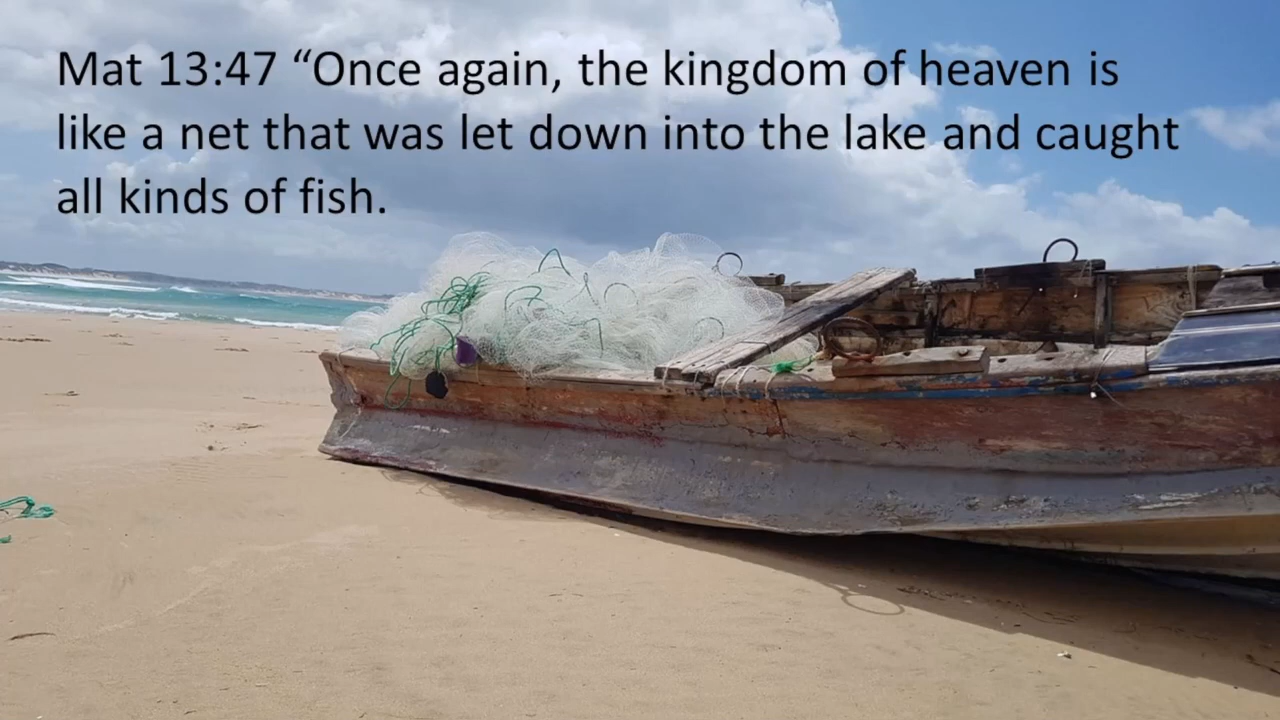 Mat 13:47 “Once again, the kingdom of heaven is
like a net that was let down into the lake and caught
all kinds of fish.